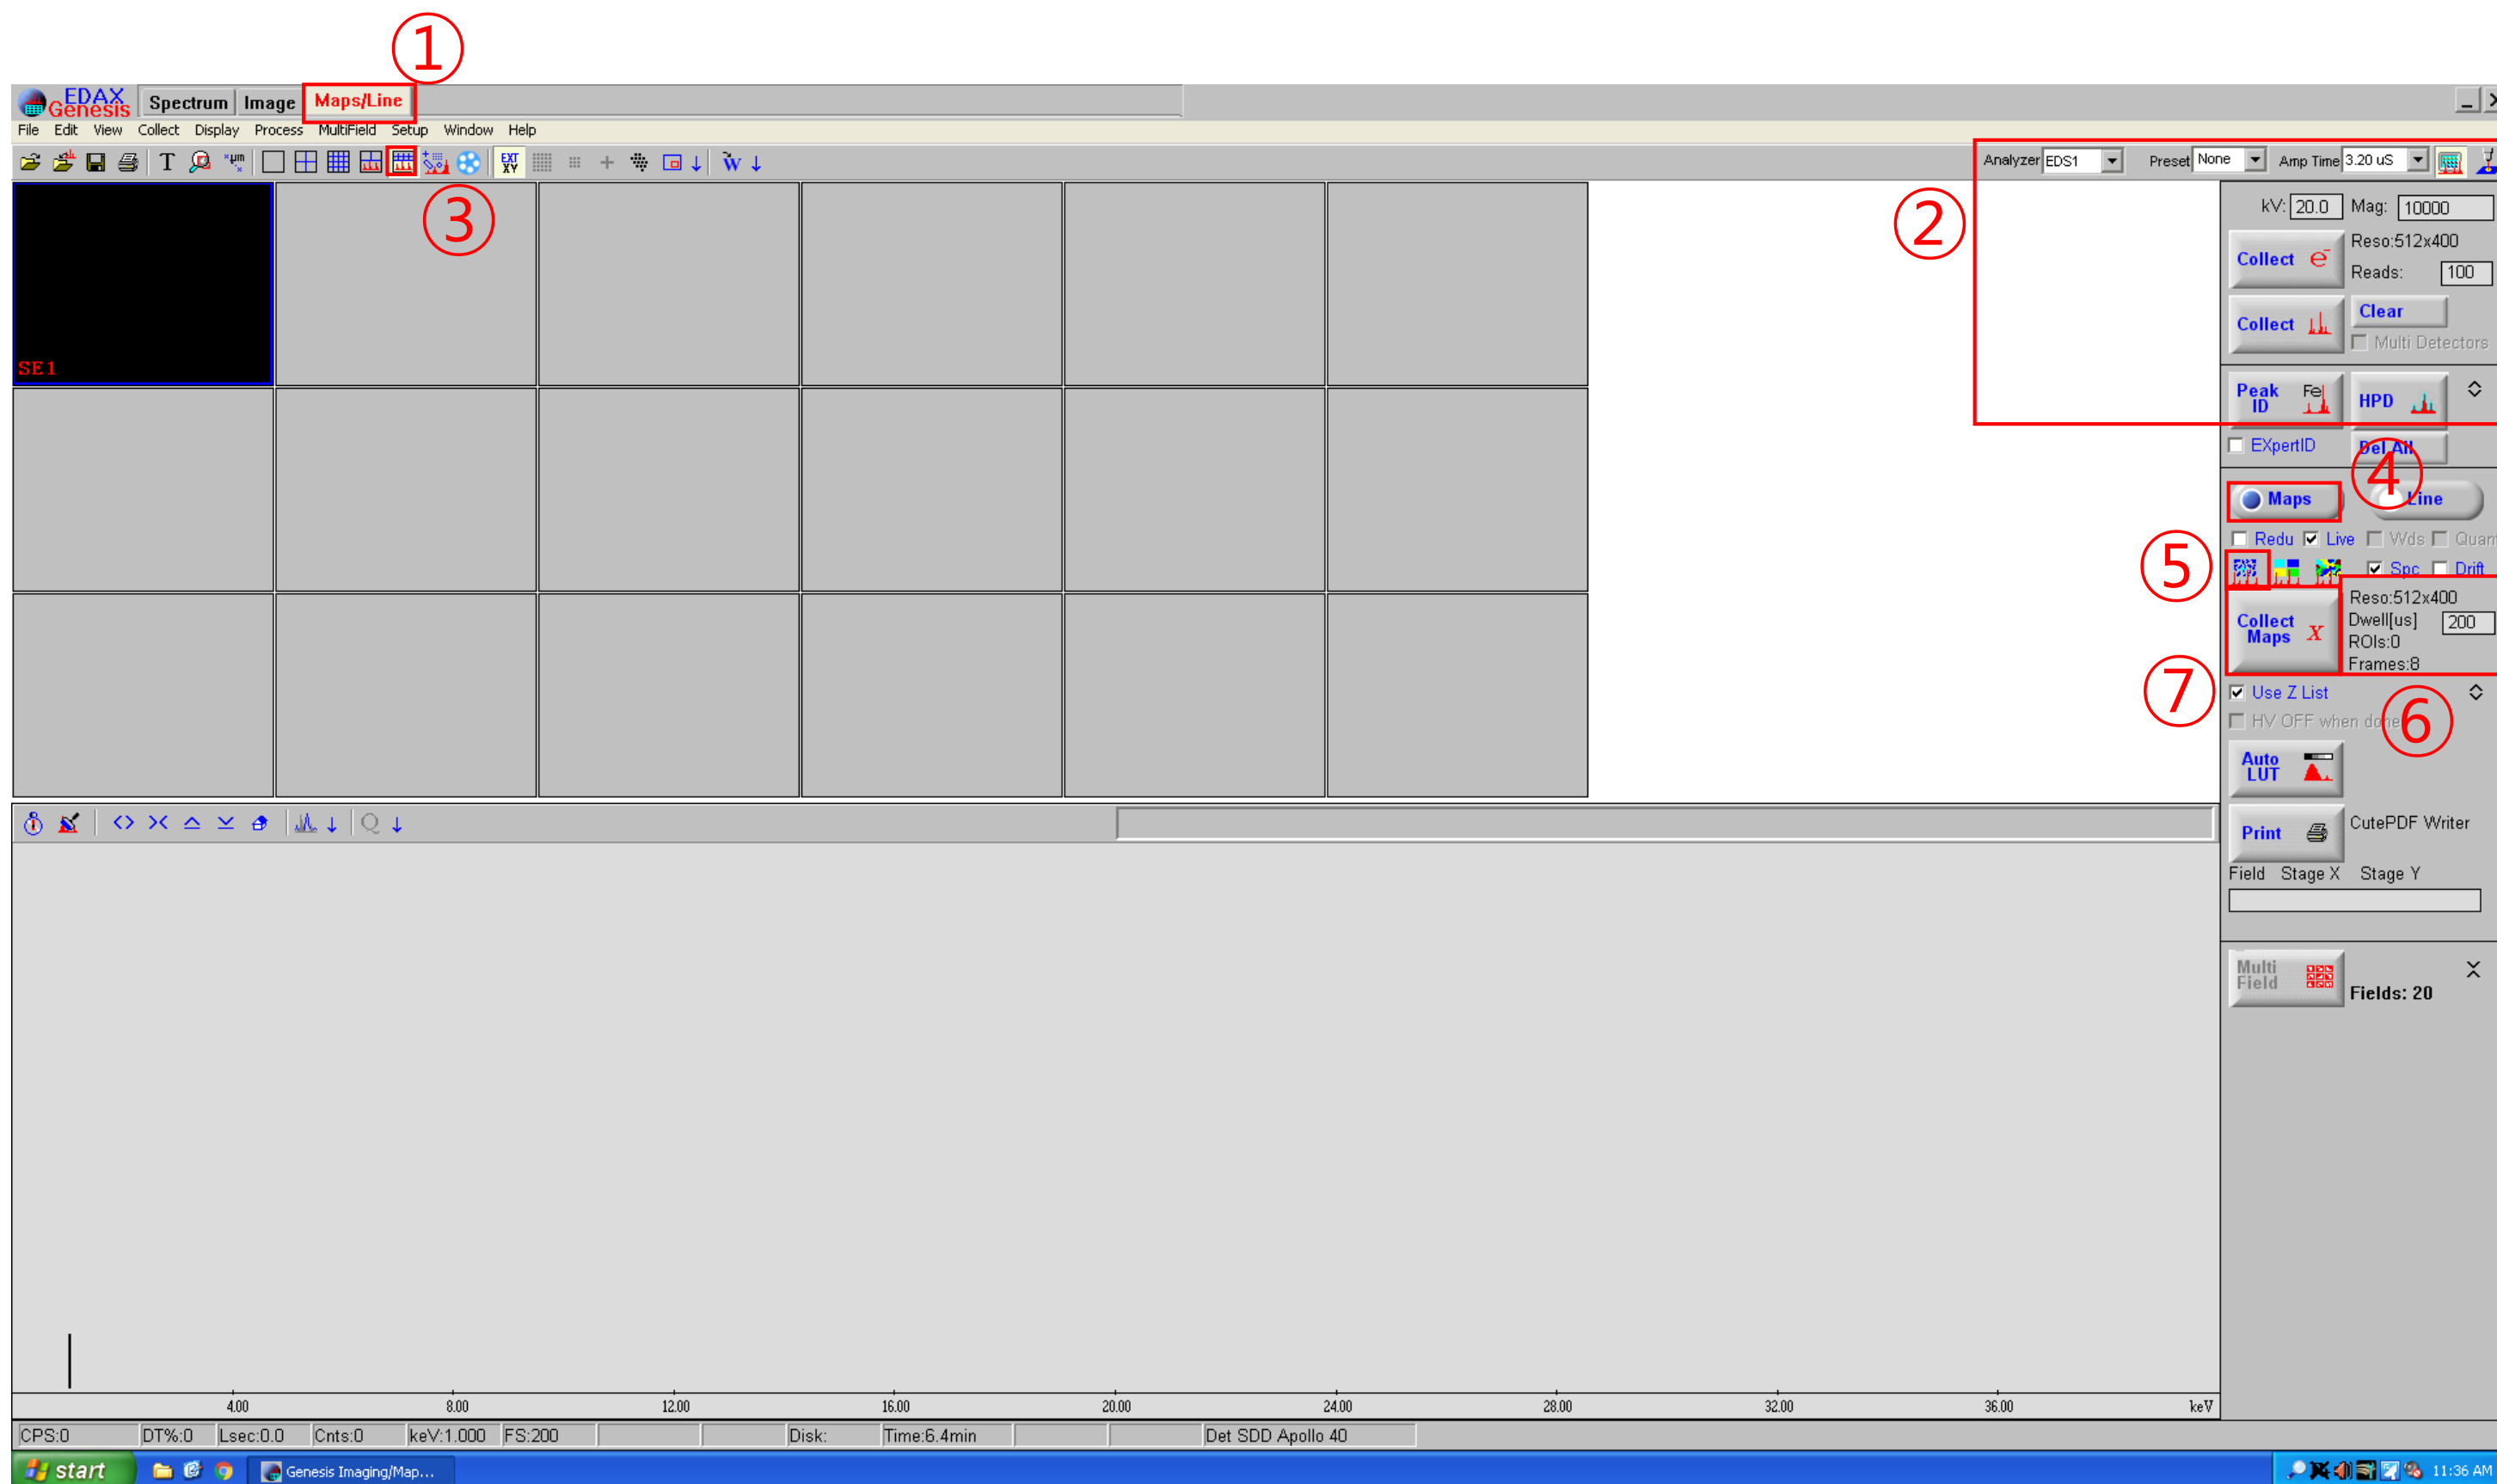 ①
EDAX
Genesis
Spectrum Image Maps/Line
File Edit View Collect Display Process MultiField Setup Window Help
T µm EXT XY W
Analyzer EDS1 Preset None Amp Time 3.20 uS
③
②
SE1
kV: 20.0 Mag: 10000
Collect e⁻ Reso:512x400
Reads: 100
Collect Clear
Multi Detectors
Peak ID Fe HPD
EXpertID Del All
④
Maps Line
Redu Live Wds Quant
⑤
Spc Drift
Collect Maps X
Reso:512x400
Dwell[us] 200
ROIs:0
Frames:8
⑦
Use Z List
HV OFF when done
⑥
Auto LUT
Print CutePDF Writer
Field Stage X Stage Y
Multi Field
Fields: 20
Q
4.00 8.00 12.00 16.00 20.00 24.00 28.00 32.00 36.00 keV
CPS:0 DT%:0 Lsec:0.0 Cnts:0 keV:1.000 FS:200 Disk: Time:6.4min Det SDD Apollo 40
start Genesis Imaging/Map... 11:36 AM